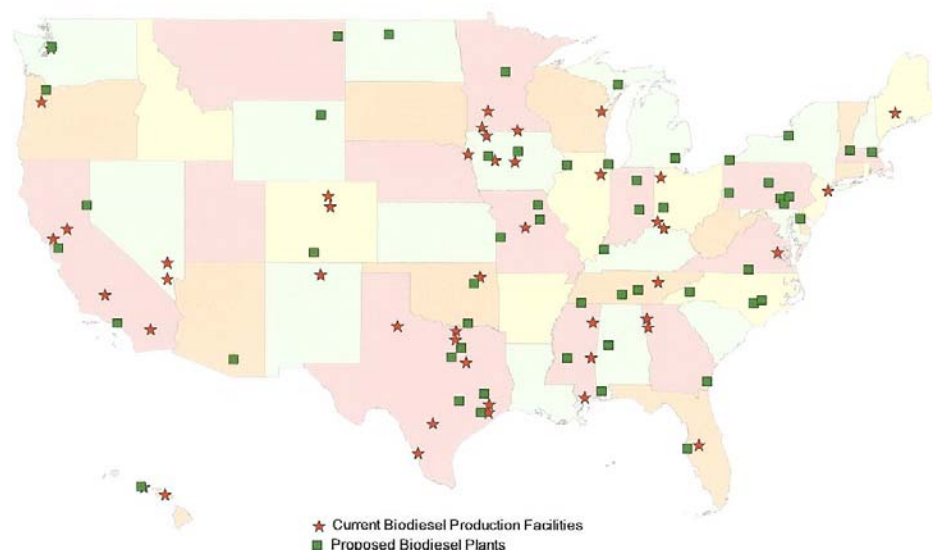 Current Biodiesel Production Facilities
Proposed Biodiesel Plants